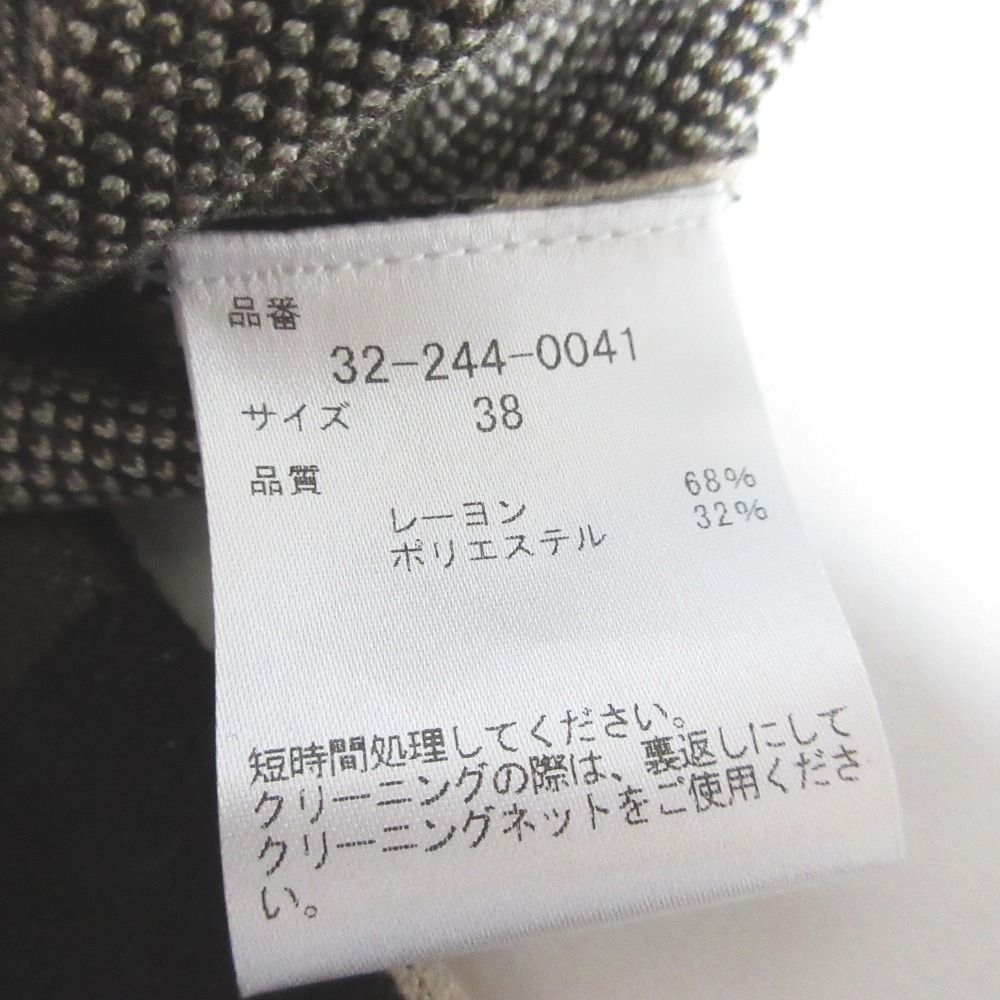 品番
32-244-0041
サイズ 38
品質
レーヨン 68%
ポリエステル 32%
短時間処理してください。
クリーニングの際は、裏返しにして
クリーニングネットをご使用くださ
い。